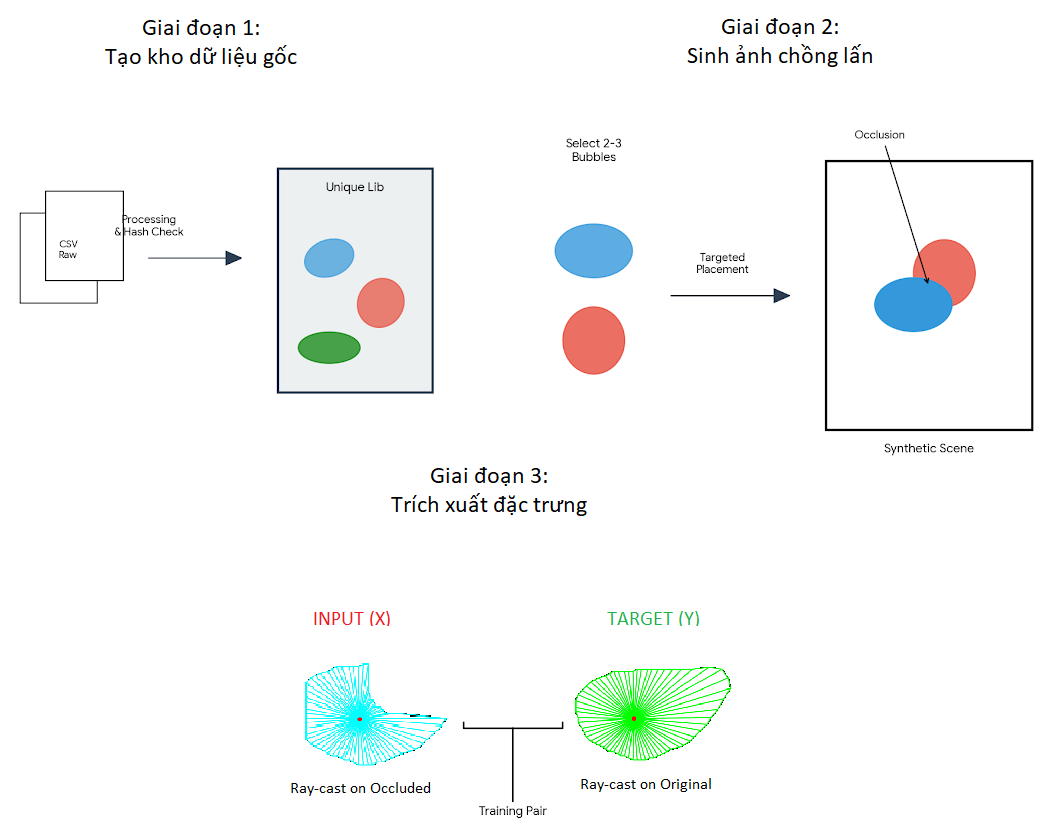 Giai đoạn 1:
Tạo kho dữ liệu gốc
CSV
Raw
Processing
& Hash Check
Unique Lib
Giai đoạn 2:
Sinh ảnh chồng lấn
Select 2-3
Bubbles
Targeted
Placement
Occlusion
Synthetic Scene
Giai đoạn 3:
Trích xuất đặc trưng
INPUT (X)
TARGET (Y)
Ray-cast on Occluded
Ray-cast on Original
Training Pair